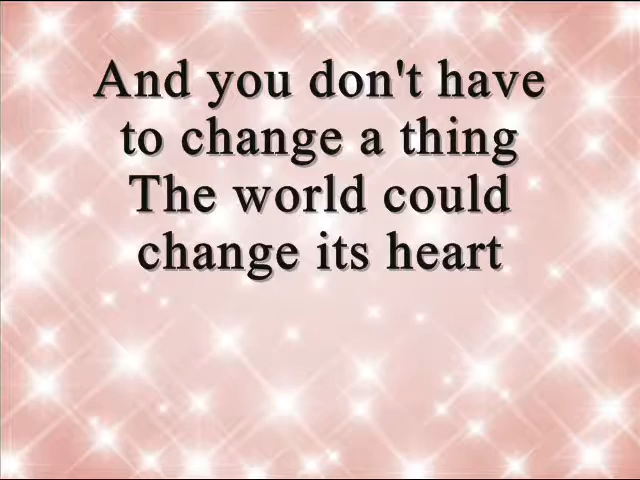 And you don't have
to change a thing
The world could
change its heart